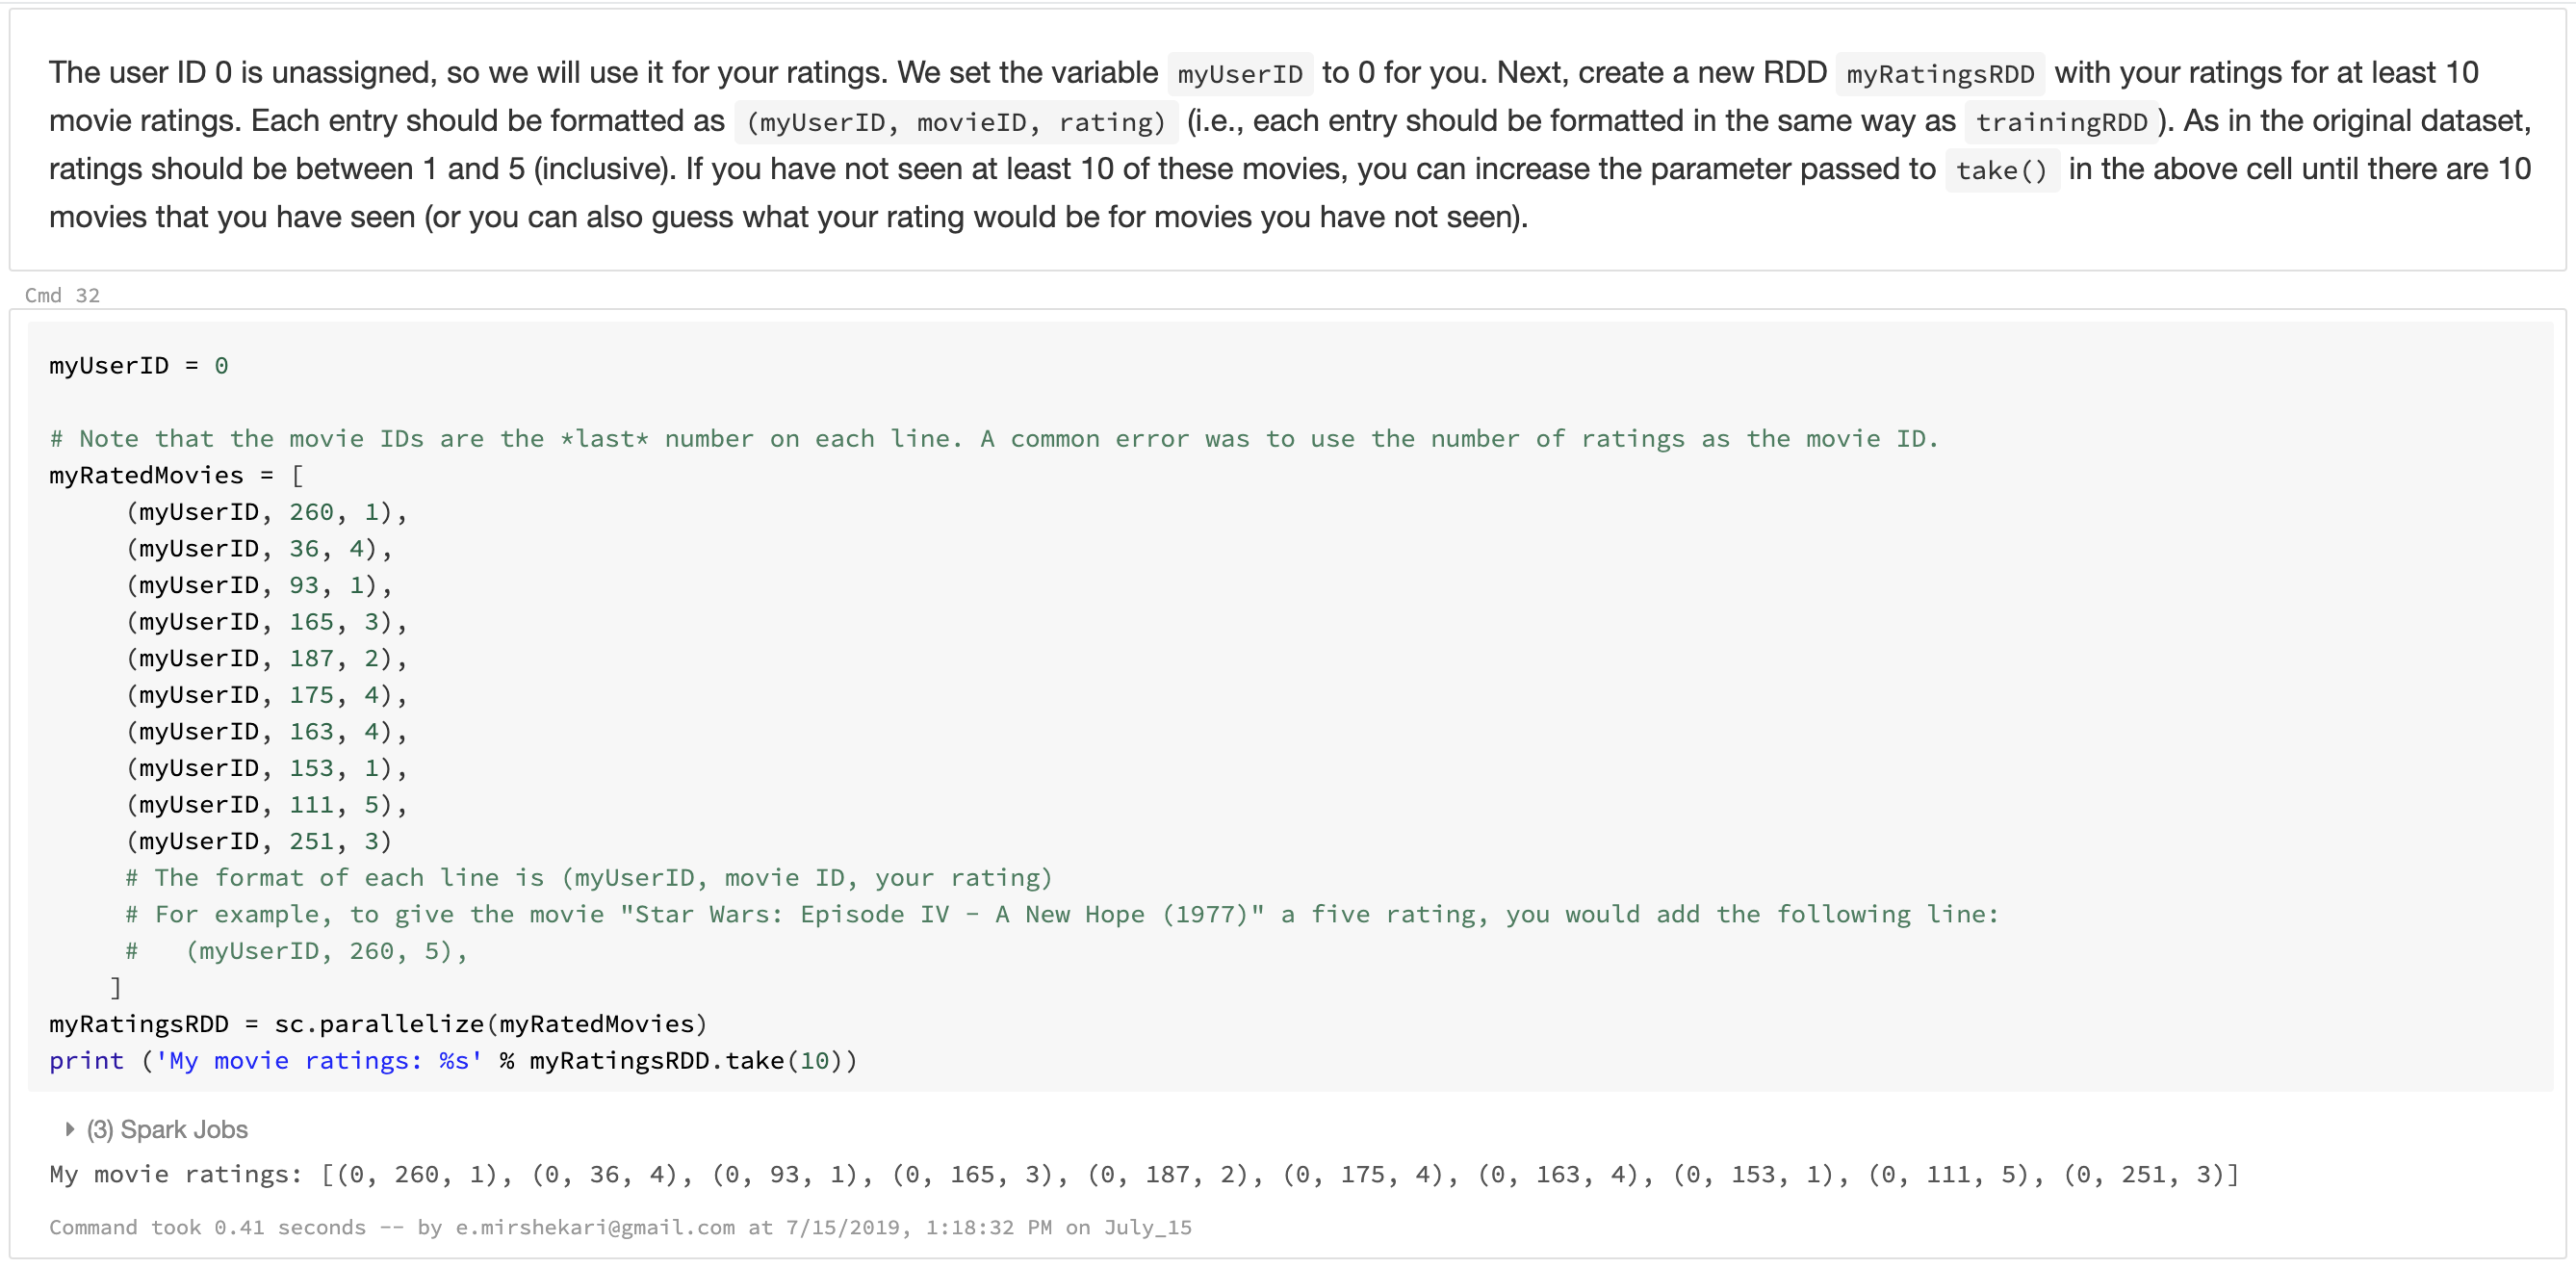 The user ID 0 is unassigned, so we will use it for your ratings. We set the variable myUserID to 0 for you. Next, create a new RDD myRatingsRDD with your ratings for at least 10
movie ratings. Each entry should be formatted as (myUserID, movieID, rating) (i.e., each entry should be formatted in the same way as trainingRDD ). As in the original dataset,
ratings should be between 1 and 5 (inclusive). If you have not seen at least 10 of these movies, you can increase the parameter passed to take() in the above cell until there are 10
movies that you have seen (or you can also guess what your rating would be for movies you have not seen).
Cmd 32
myUserID = 0
# Note that the movie IDs are the *last* number on each line. A common error was to use the number of ratings as the movie ID.
myRatedMovies = [
     (myUserID, 260, 1),
     (myUserID, 36, 4),
     (myUserID, 93, 1),
     (myUserID, 165, 3),
     (myUserID, 187, 2),
     (myUserID, 175, 4),
     (myUserID, 163, 4),
     (myUserID, 153, 1),
     (myUserID, 111, 5),
     (myUserID, 251, 3)
     # The format of each line is (myUserID, movie ID, your rating)
     # For example, to give the movie "Star Wars: Episode IV - A New Hope (1977)" a five rating, you would add the following line:
     #   (myUserID, 260, 5),
    ]
myRatingsRDD = sc.parallelize(myRatedMovies)
print ('My movie ratings: %s' % myRatingsRDD.take(10))
(3) Spark Jobs
My movie ratings: [(0, 260, 1), (0, 36, 4), (0, 93, 1), (0, 165, 3), (0, 187, 2), (0, 175, 4), (0, 163, 4), (0, 153, 1), (0, 111, 5), (0, 251, 3)]
Command took 0.41 seconds -- by e.mirshekari@gmail.com at 7/15/2019, 1:18:32 PM on July_15